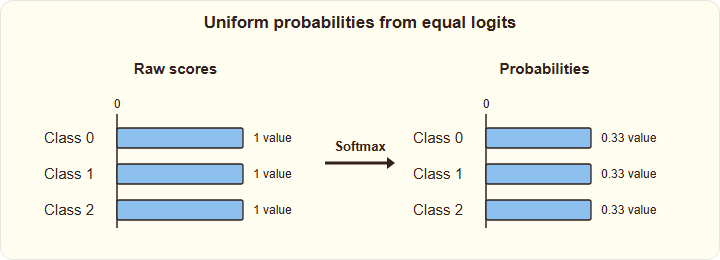 Uniform probabilities from equal logits
Raw scores
0
Class 0 1 value
Class 1 1 value
Class 2 1 value
Softmax
Probabilities
0
Class 0 0.33 value
Class 1 0.33 value
Class 2 0.33 value